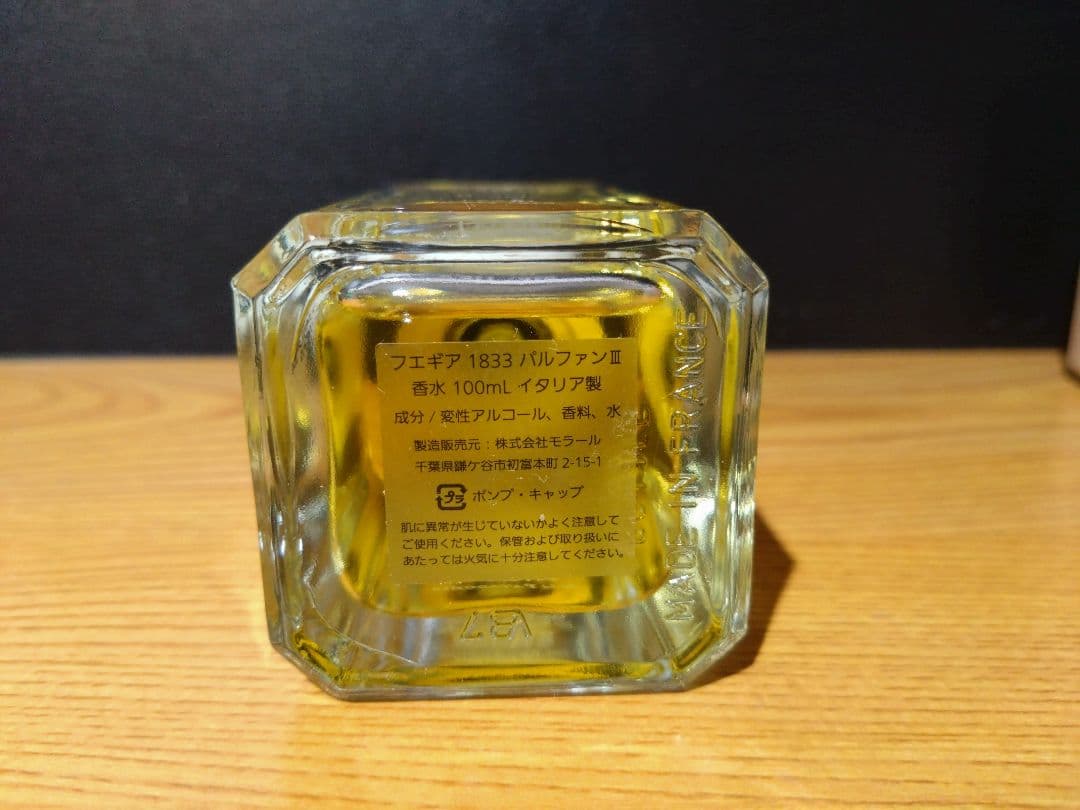 フエギア 1833 パルファンⅢ
香水 100mL イタリア製
成分 / 変性アルコール、香料、水
製造販売元:株式会社モラール
千葉県鎌ケ谷市初富本町 2-15-1
プラ ポンプ・キャップ
肌に異常が生じていないかよく注意して
ご使用ください。保管および取り扱いに
あたっては火気に十分注意してください。
MADE IN FRANCE